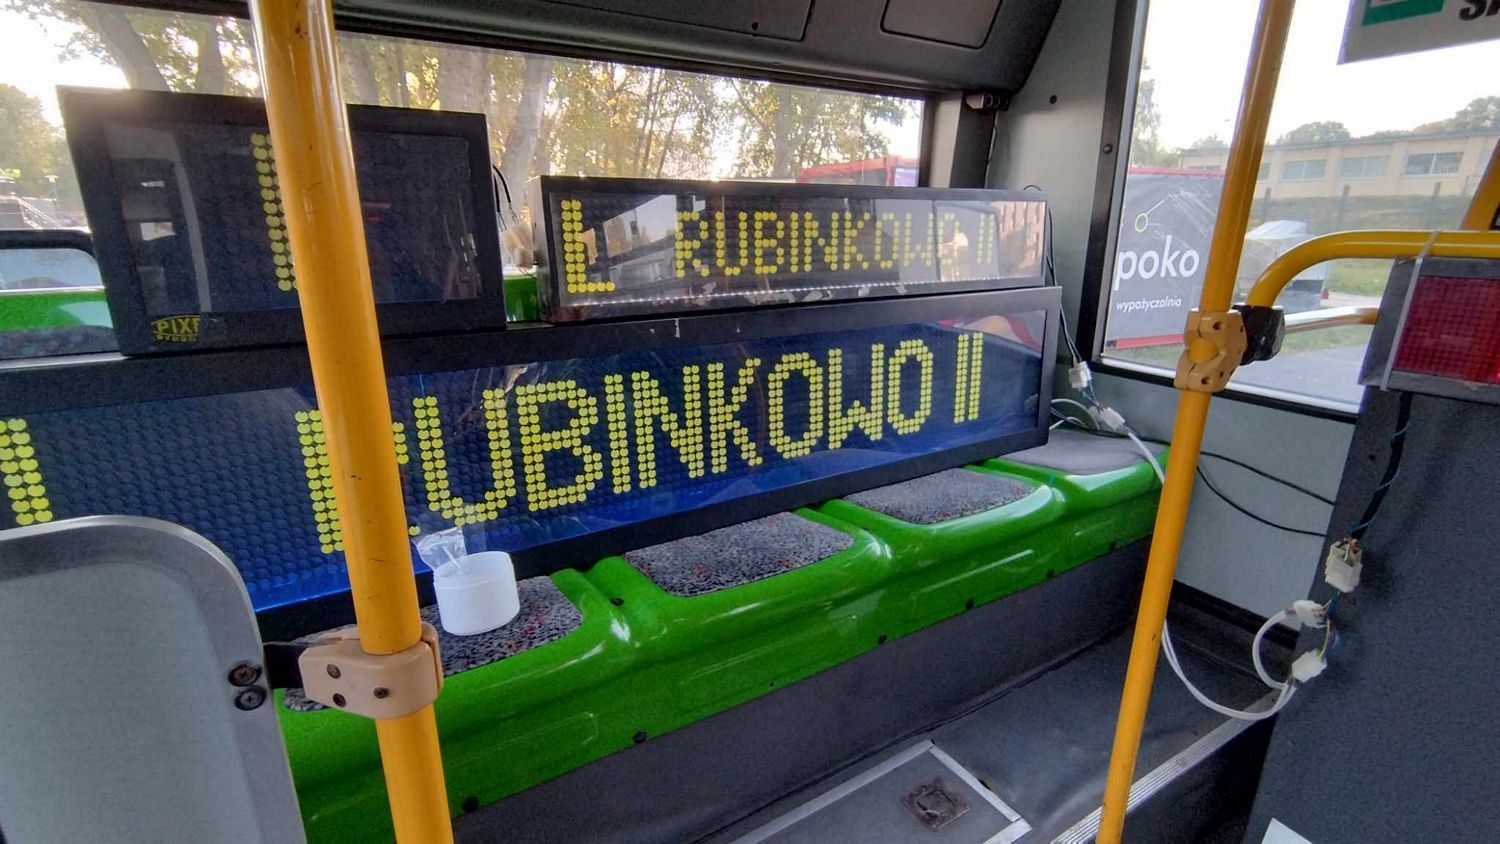 L
L RUBINKOWO II
RUBINKOWO II
PIXEL
poko
wypożyczalnia